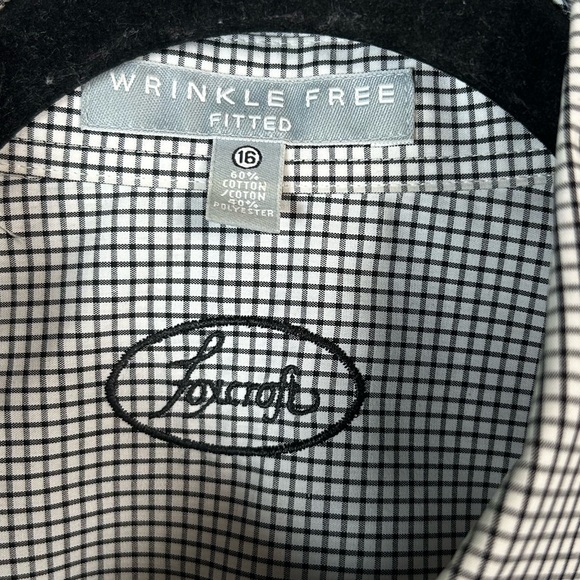 WRINKLE FREE
FITTED
16
60%
COTTON
/COTON
40%
POLYESTER
Foxcroft